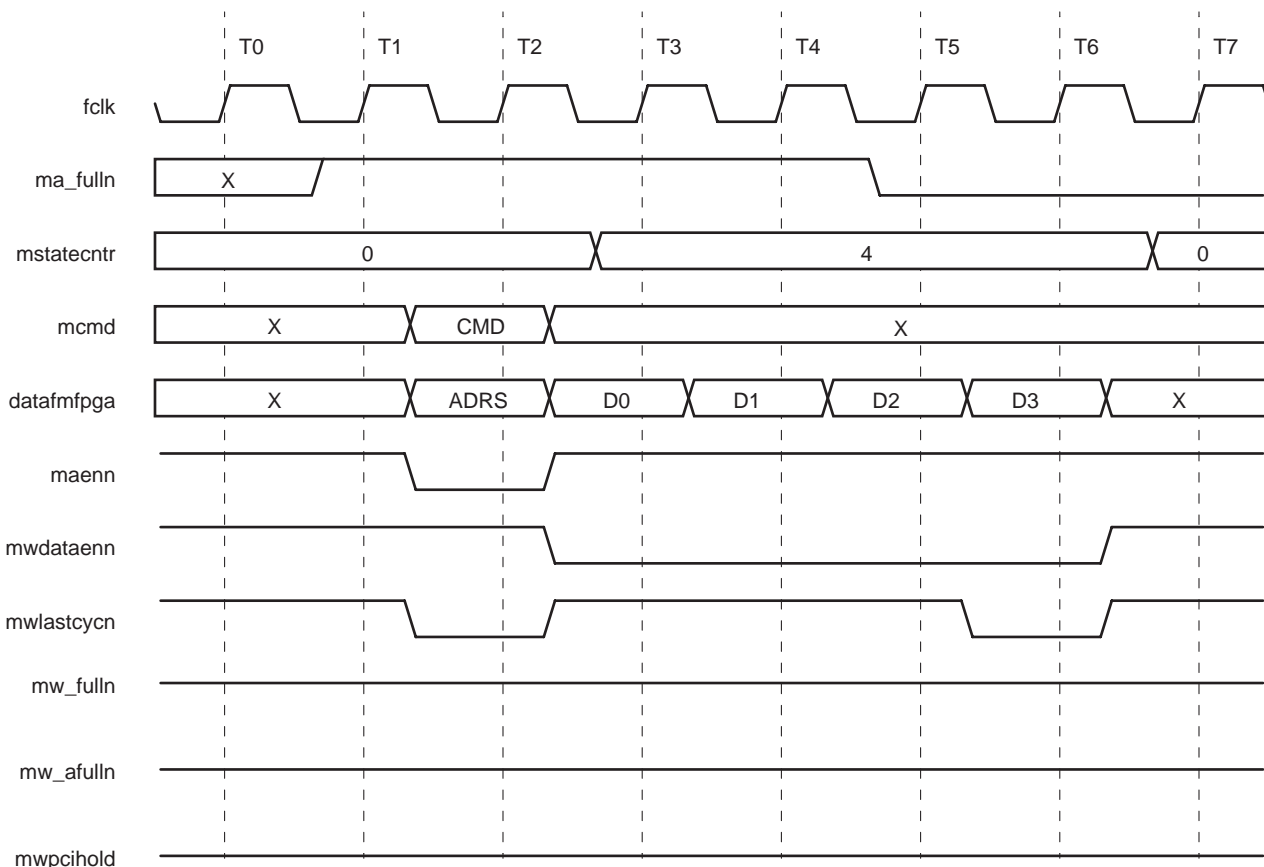 T0 T1 T2 T3 T4 T5 T6 T7
fclk
ma_fulln X
mstatecntr 0 4 0
mcmd X CMD X
datafmfpga X ADRS D0 D1 D2 D3 X
maenn
mwdataenn
mwlastcycn
mw_fulln
mw_afulln
mwpcihold